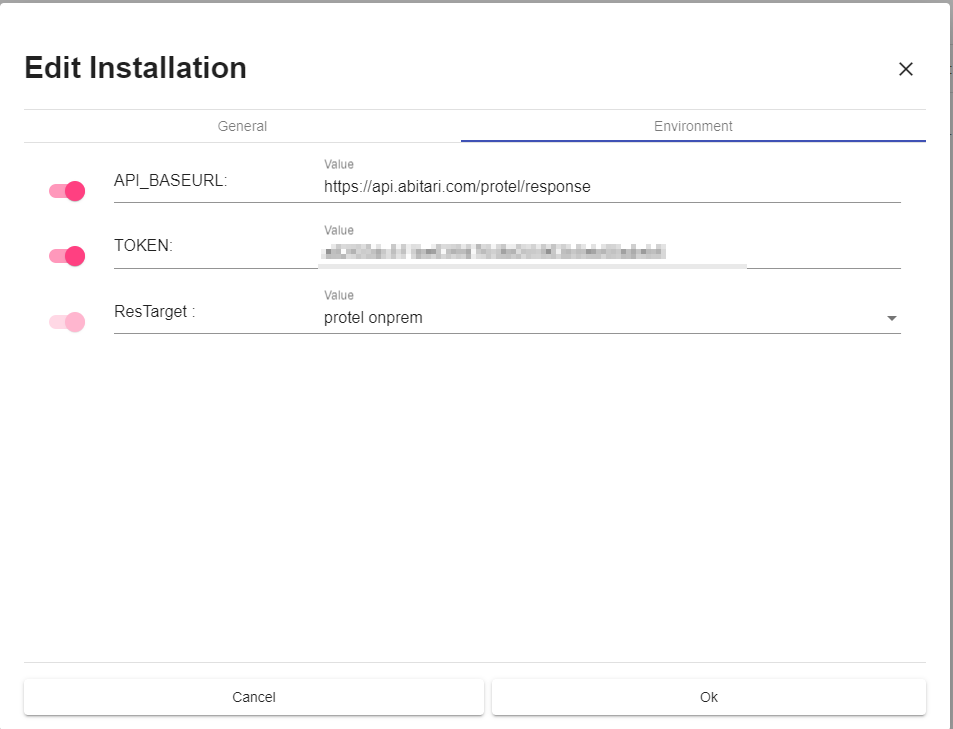 Edit Installation
General
Environment
Value
API_BASEURL:
https://api.abitari.com/protel/response
Value
TOKEN:
Value
ResTarget :
protel onprem
Cancel
Ok